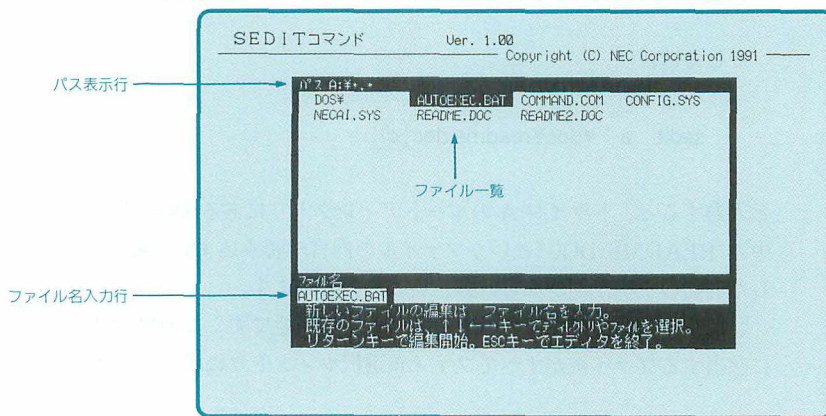 SEDITコマンド Ver. 1.00
Copyright (C) NEC Corporation 1991
パス表示行
パス A:¥*.*
DOS¥ AUTOEXEC.BAT COMMAND.COM CONFIG.SYS
NECAI.SYS README.DOC README2.DOC
ファイル一覧
ファイル名
ファイル名入力行
AUTOEXEC.BAT
新しいファイルの編集は、ファイル名を入力。
既存のファイルは、↑↓←→キーでディレクトリやファイルを選択。
リターンキーで編集開始。ESCキーでエディタを終了。